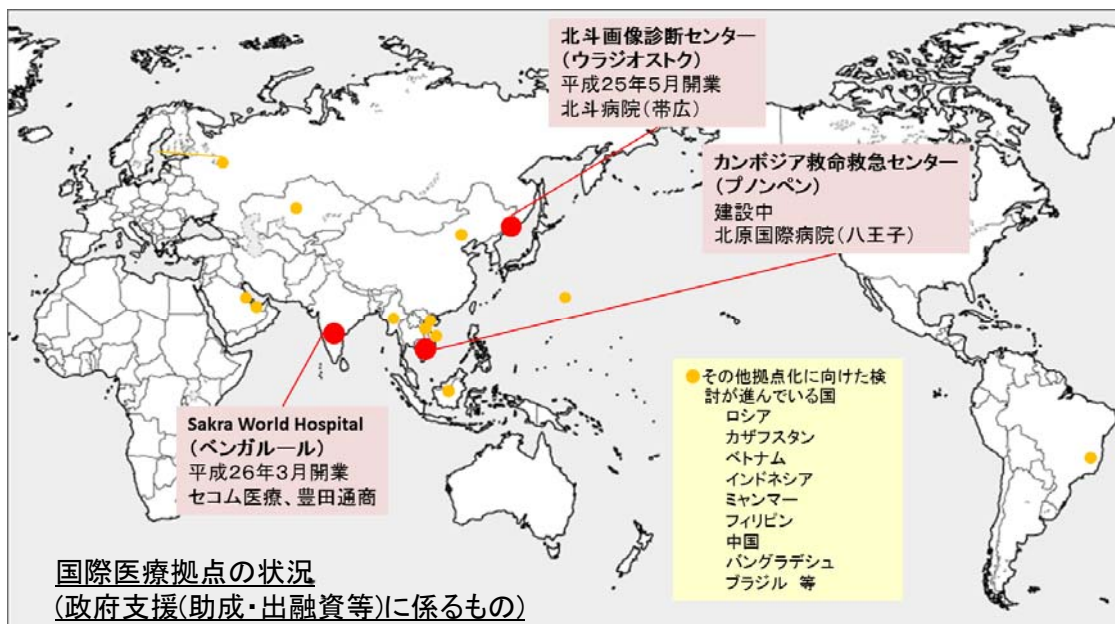 北斗画像診断センター
(ウラジオストク)
平成25年5月開業
北斗病院(帯広)
カンボジア救命救急センター
(プノンペン)
建設中
北原国際病院(八王子)
Sakra World Hospital
(ベンガルール)
平成26年3月開業
セコム医療、豊田通商
その他拠点化に向けた検
討が進んでいる国
ロシア
カザフスタン
ベトナム
インドネシア
ミャンマー
フィリピン
中国
バングラデシュ
ブラジル 等
国際医療拠点の状況
(政府支援(助成・出融資等)に係るもの)